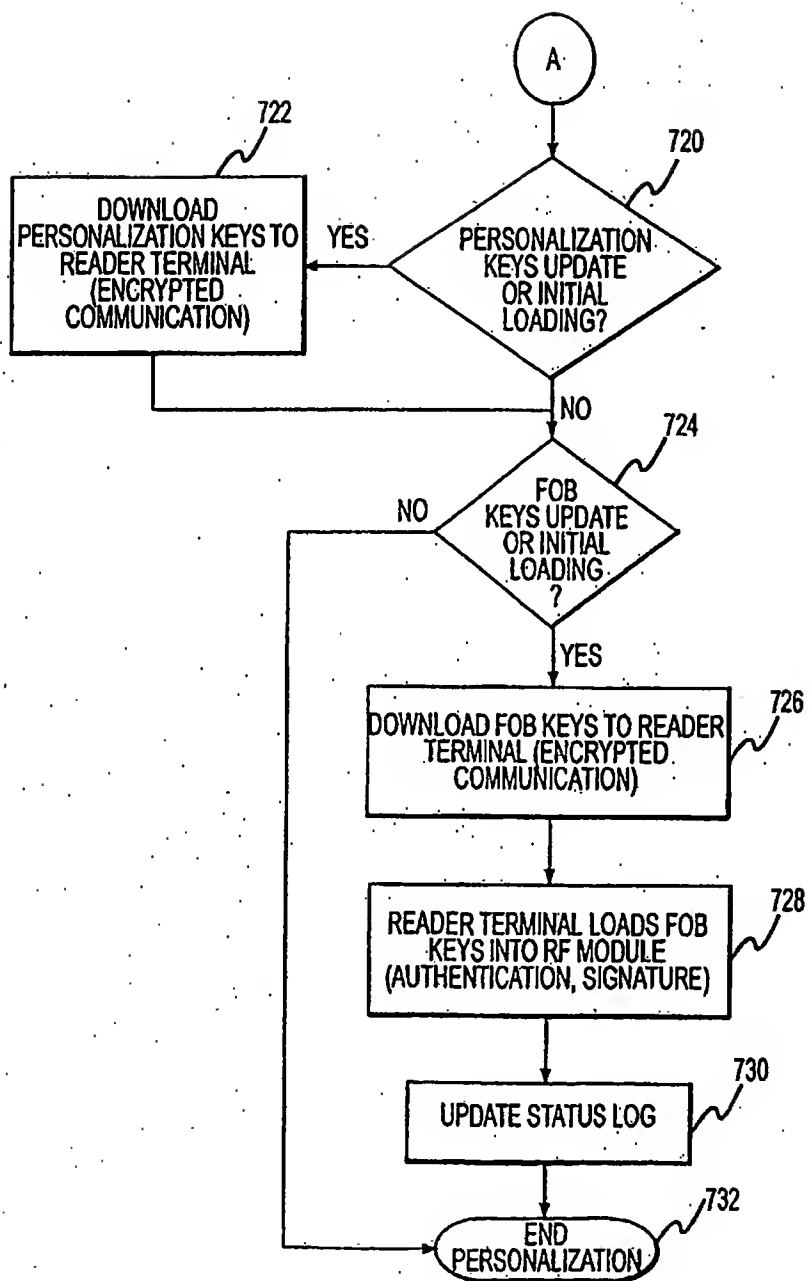 A
722
720
DOWNLOAD
PERSONALIZATION KEYS TO
READER TERMINAL
(ENCRYPTED
COMMUNICATION)
YES
PERSONALIZATION
KEYS UPDATE
OR INITIAL
LOADING?
NO
724
NO
FOB
KEYS UPDATE
OR INITIAL
LOADING
?
YES
726
DOWNLOAD FOB KEYS TO READER
TERMINAL (ENCRYPTED
COMMUNICATION)
728
READER TERMINAL LOADS FOB
KEYS INTO RF MODULE
(AUTHENTICATION, SIGNATURE)
730
UPDATE STATUS LOG
732
END
PERSONALIZATION